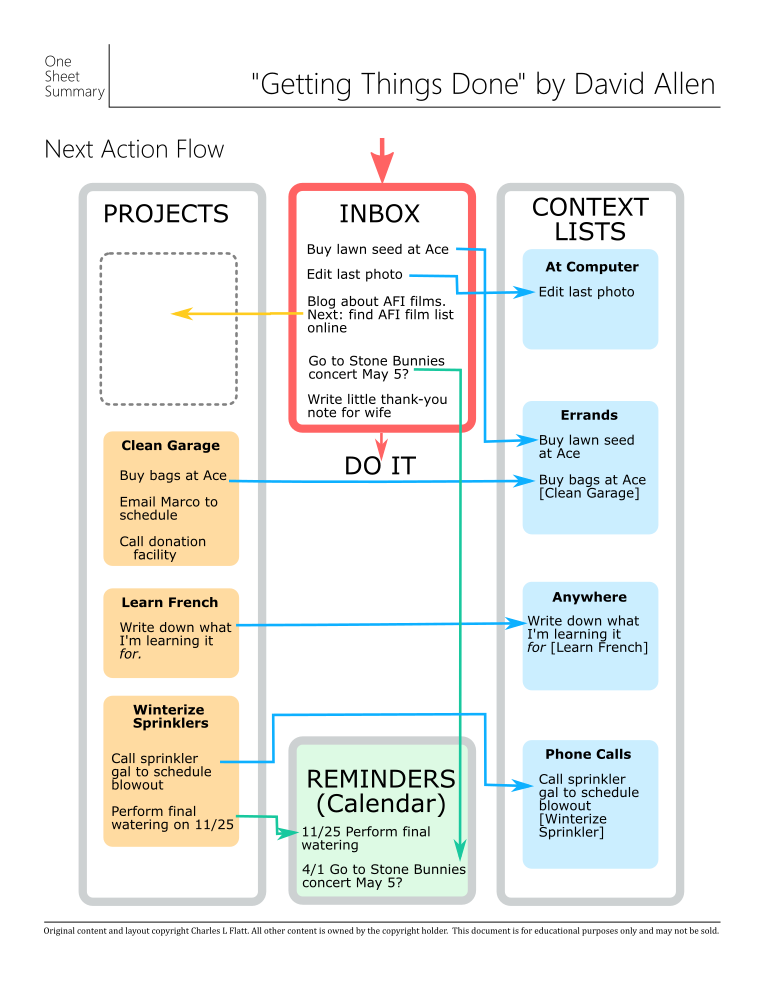 One
Sheet
Summary
"Getting Things Done" by David Allen
Next Action Flow
PROJECTS
Clean Garage
Buy bags at Ace
Email Marco to
schedule
Call donation
facility
Learn French
Write down what
I'm learning it
for.
Winterize
Sprinklers
Call sprinkler
gal to schedule
blowout
Perform final
watering on 11/25
INBOX
Buy lawn seed at Ace
Edit last photo
Blog about AFI films.
Next: find AFI film list
online
Go to Stone Bunnies
concert May 5?
Write little thank-you
note for wife
DO IT
REMINDERS
(Calendar)
11/25 Perform final
watering
4/1 Go to Stone Bunnies
concert May 5?
CONTEXT
LISTS
At Computer
Edit last photo
Errands
Buy lawn seed
at Ace
Buy bags at Ace
[Clean Garage]
Anywhere
Write down what
I'm learning it
for [Learn French]
Phone Calls
Call sprinkler
gal to schedule
blowout
[Winterize
Sprinkler]
Original content and layout copyright Charles L Flatt. All other content is owned by the copyright holder. This document is for educational purposes only and may not be sold.